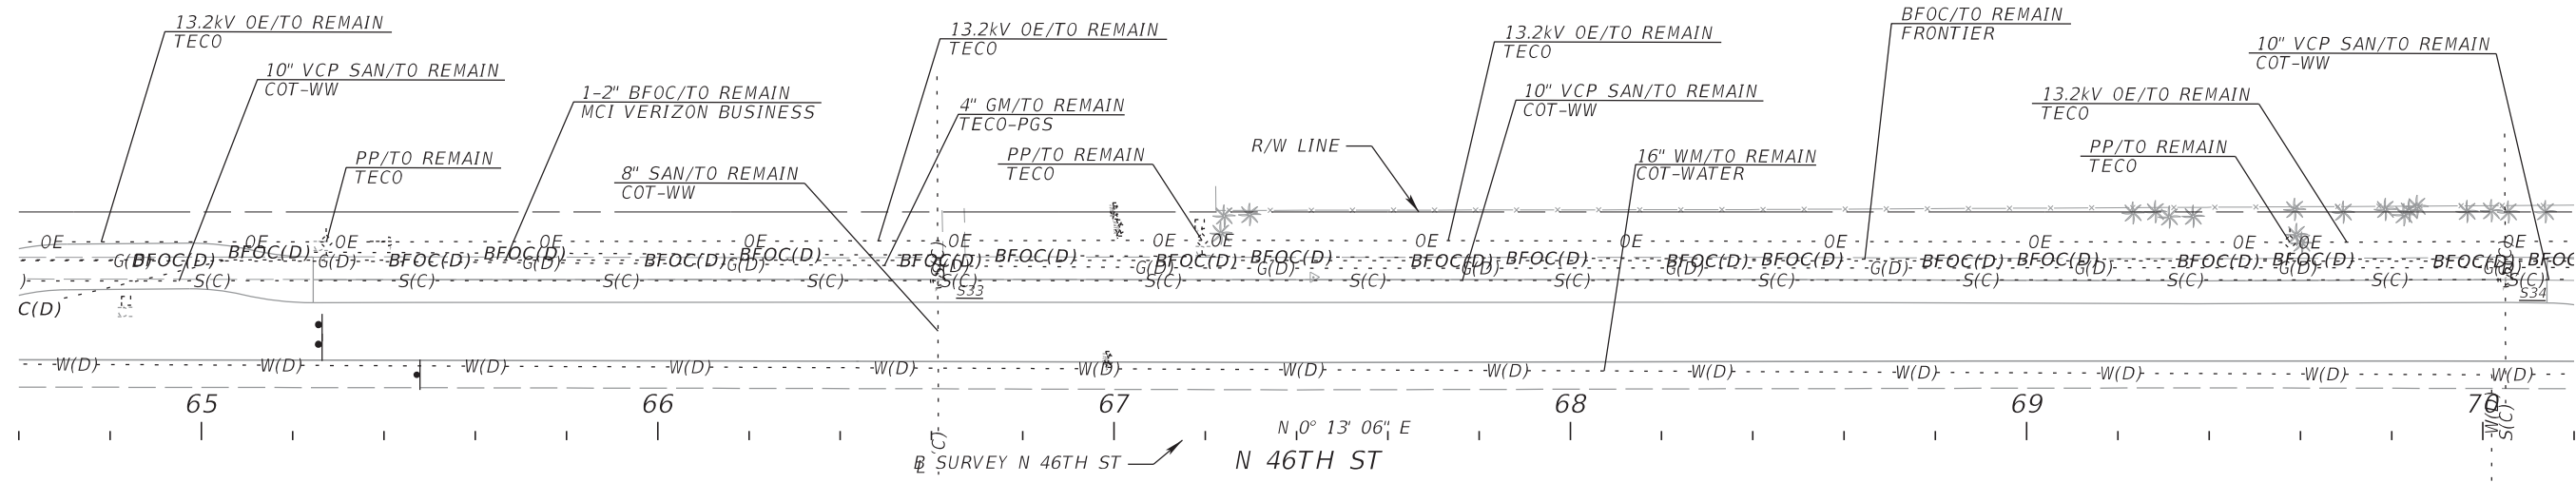 13.2kV OE/TO REMAIN
TECO
10" VCP SAN/TO REMAIN
COT-WW
PP/TO REMAIN
TECO
1-2" BFOC/TO REMAIN
MCI VERIZON BUSINESS
8" SAN/TO REMAIN
COT-WW
13.2kV OE/TO REMAIN
TECO
4" GM/TO REMAIN
TECO-PGS
PP/TO REMAIN
TECO
R/W LINE
13.2kV OE/TO REMAIN
TECO
10" VCP SAN/TO REMAIN
COT-WW
16" WM/TO REMAIN
COT-WATER
BFOC/TO REMAIN
FRONTIER
10" VCP SAN/TO REMAIN
COT-WW
13.2kV OE/TO REMAIN
TECO
PP/TO REMAIN
TECO
OE OE OE OE OE OE OE OE OE OE OE OE OE OE OE
BFOC(D) BFOC(D) BFOC(D) BFOC(D) BFOC(D) BFOC(D) BFOC(D) BFOC(D) BFOC(D) BFOC(D) BFOC(D) BFOC(D) BFOC(D) BFOC(D) BFOC(D) BFOC(D) BFOC(D) BFOC(D) BFOC(D) BFOC
G(D) G(D) G(D) G(D) G(D) G(D) G(D) G(D) G(D) G(D) G(D) G(D)
) S(C) S(C) S(C) S(C) S(C) S(C) S(C) S(C) S(C) S(C) S(C) S(C)
S33
S34
C(D)
W(D) W(D) W(D) W(D) W(D) W(D) W(D) W(D) W(D) W(D) W(D) W(D) W(D)
65 66 67 68 69 70
S(C)
N 0° 13' 06" E
BL SURVEY N 46TH ST
N 46TH ST